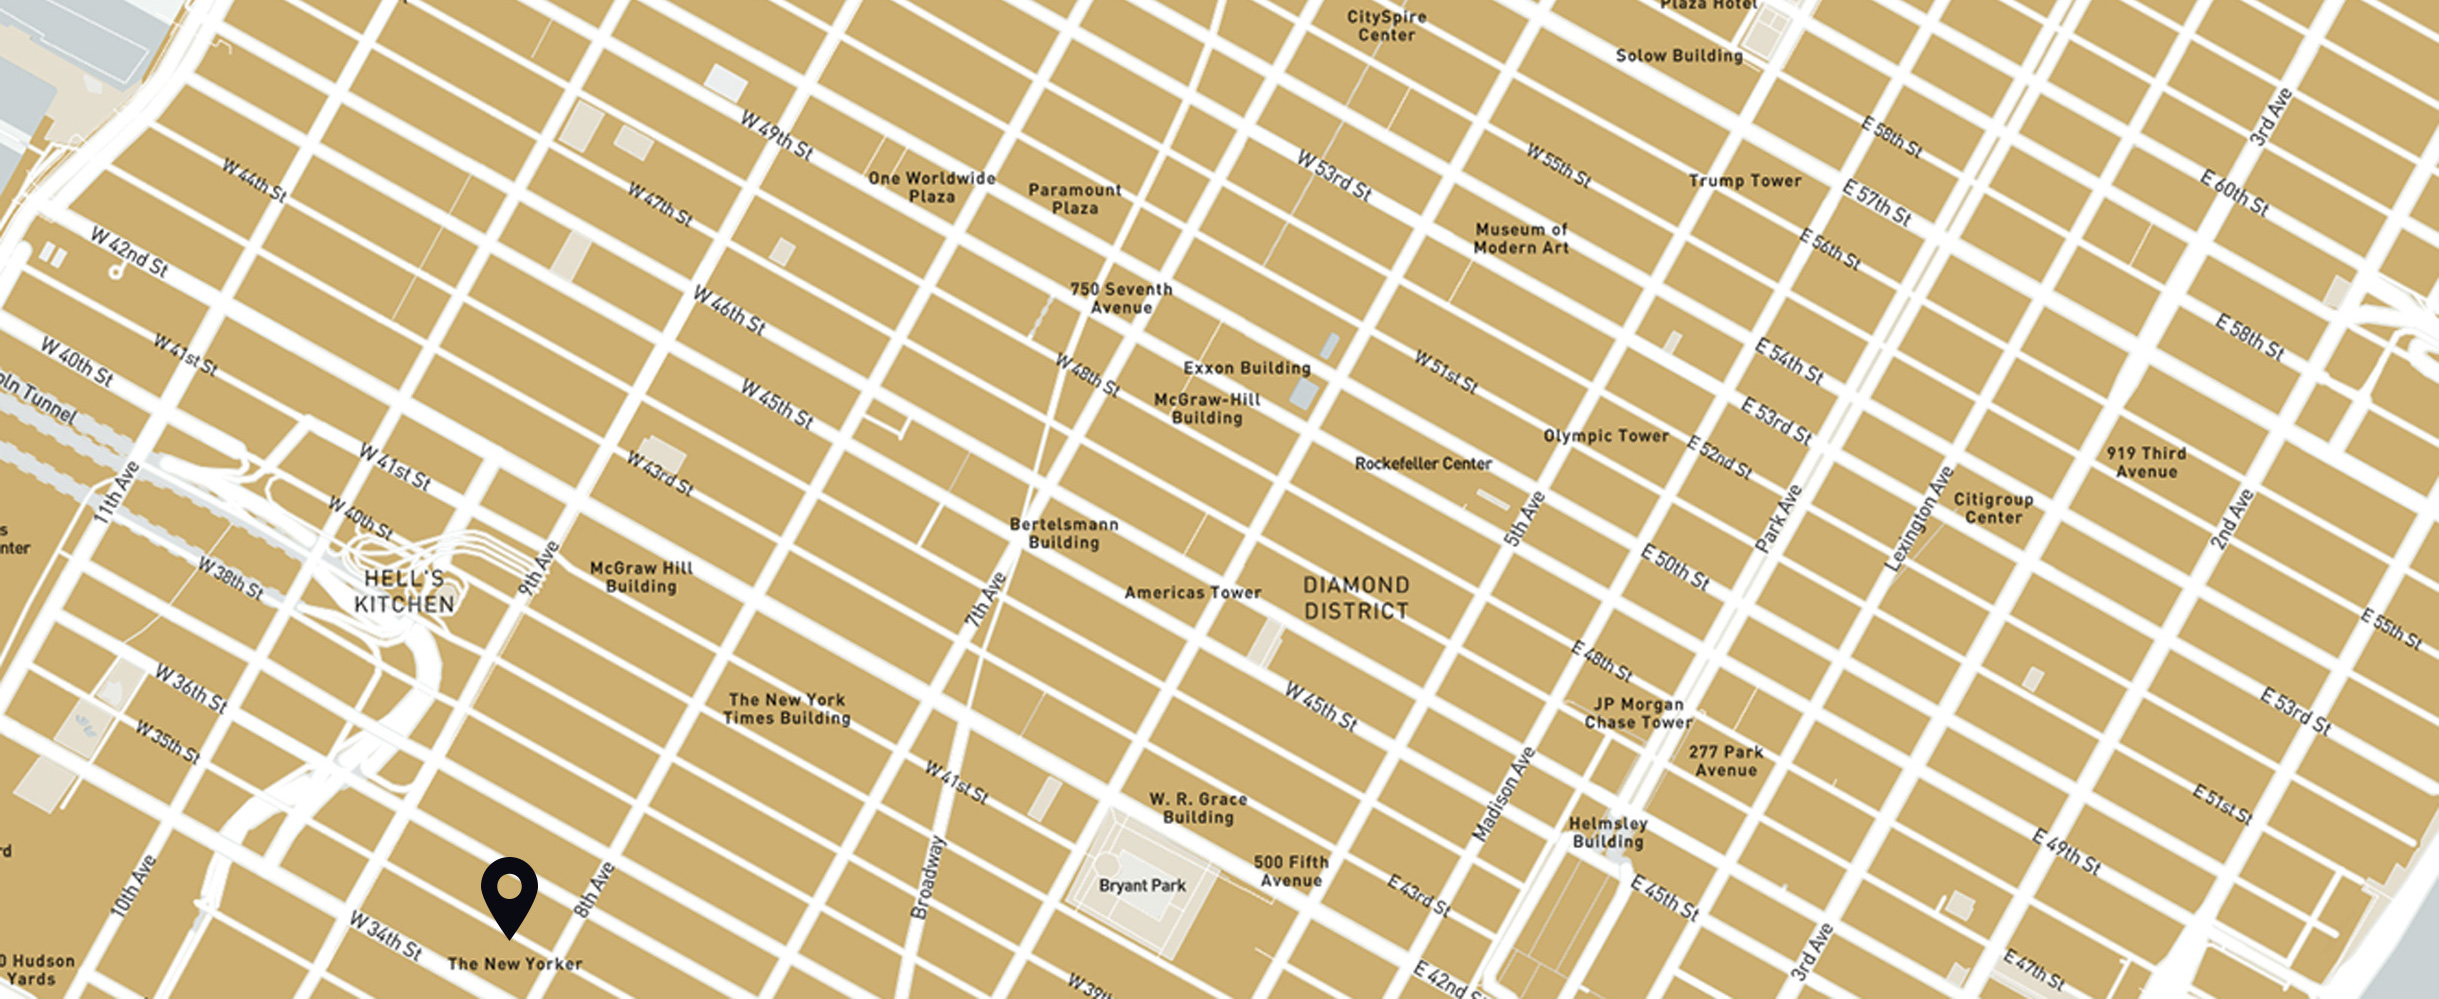 Plaza Hotel
CitySpire
Center
Solow Building
3rd Ave
W 49th St
E 58th St
W 53rd St
W 55th St
W 44th St
One Worldwide
Plaza
Paramount
Plaza
Trump Tower
E 57th St
E 60th St
W 47th St
W 42nd St
Museum of
Modern Art
E 56th St
750 Seventh
Avenue
W 46th St
E 58th St
W 41st St
W 40th St
W 48th St
Exxon Building
W 51st St
E 54th St
oln Tunnel
W 45th St
McGraw-Hill
Building
E 53rd St
Olympic Tower
E 52nd St
W 41st St
W 43rd St
Rockefeller Center
919 Third
Avenue
11th Ave
W 40th St
5th Ave
Park Ave
Lexington Ave
Citigroup
Center
2nd Ave
s
nter
Bertelsmann
Building
W 38th St
HELL'S
KITCHEN
9th Ave
McGraw Hill
Building
7th Ave
Americas Tower
DIAMOND
DISTRICT
E 50th St
E 55th St
W 36th St
E 48th St
The New York
Times Building
W 45th St
JP Morgan
Chase Tower
E 53rd St
W 35th St
277 Park
Avenue
W 41st St
W. R. Grace
Building
Madison Ave
Helmsley
Building
E 51st St
E 49th St
rd
10th Ave
8th Ave
Broadway
Bryant Park
500 Fifth
Avenue
E 43rd St
E 45th St
W 34th St
3rd Ave
0 Hudson
Yards
The New Yorker
W 39th
E 42nd S
E 47th St